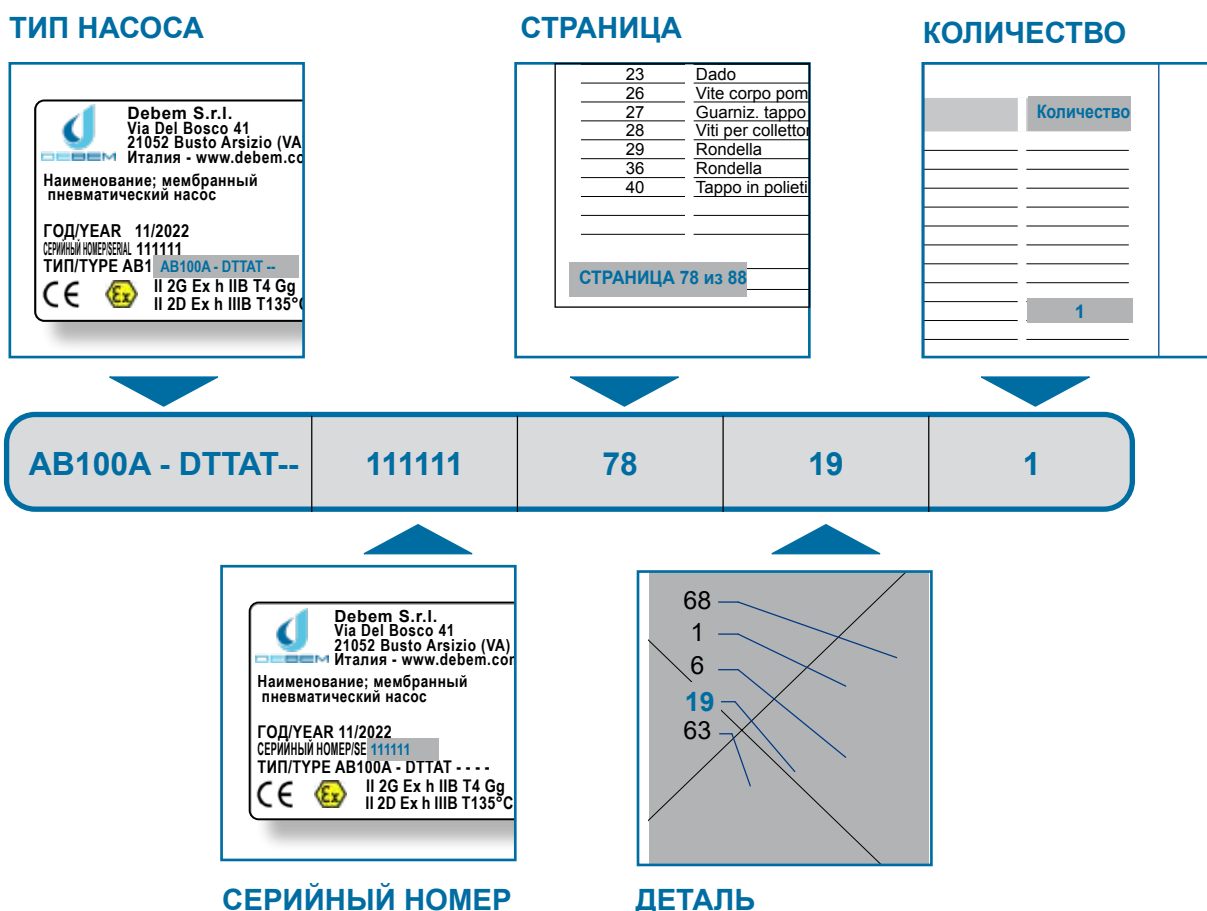 ТИП НАСОСА
СТРАНИЦА
КОЛИЧЕСТВО
Debem S.r.l.
Via Del Bosco 41
21052 Busto Arsizio (VA
Италия - www.debem.co
DEBEM
Наименование; мембранный
пневматический насос
ГОД/YEAR 11/2022
СЕРИЙНЫЙ НОМЕР/SERIAL 111111
ТИП/TYPE AB1 AB100A - DTTAT --
CE Ex II 2G Ex h IIB T4 Gg
II 2D Ex h IIIB T135°
23 Dado
26 Vite corpo pom
27 Guarniz. tappo
28 Viti per colletto
29 Rondella
36 Rondella
40 Tappo in polieti
СТРАНИЦА 78 из 88
Количество
1
AB100A - DTTAT-- 111111 78 19 1
Debem S.r.l.
Via Del Bosco 41
21052 Busto Arsizio (VA)
Италия - www.debem.com
DEBEM
Наименование; мембранный
пневматический насос
ГОД/YEAR 11/2022
СЕРИЙНЫЙ НОМЕР/SE 111111
ТИП/TYPE AB100A - DTTAT - - - -
CE Ex II 2G Ex h IIB T4 Gg
II 2D Ex h IIIB T135°C
68
1
6
19
63
СЕРИЙНЫЙ НОМЕР
ДЕТАЛЬ